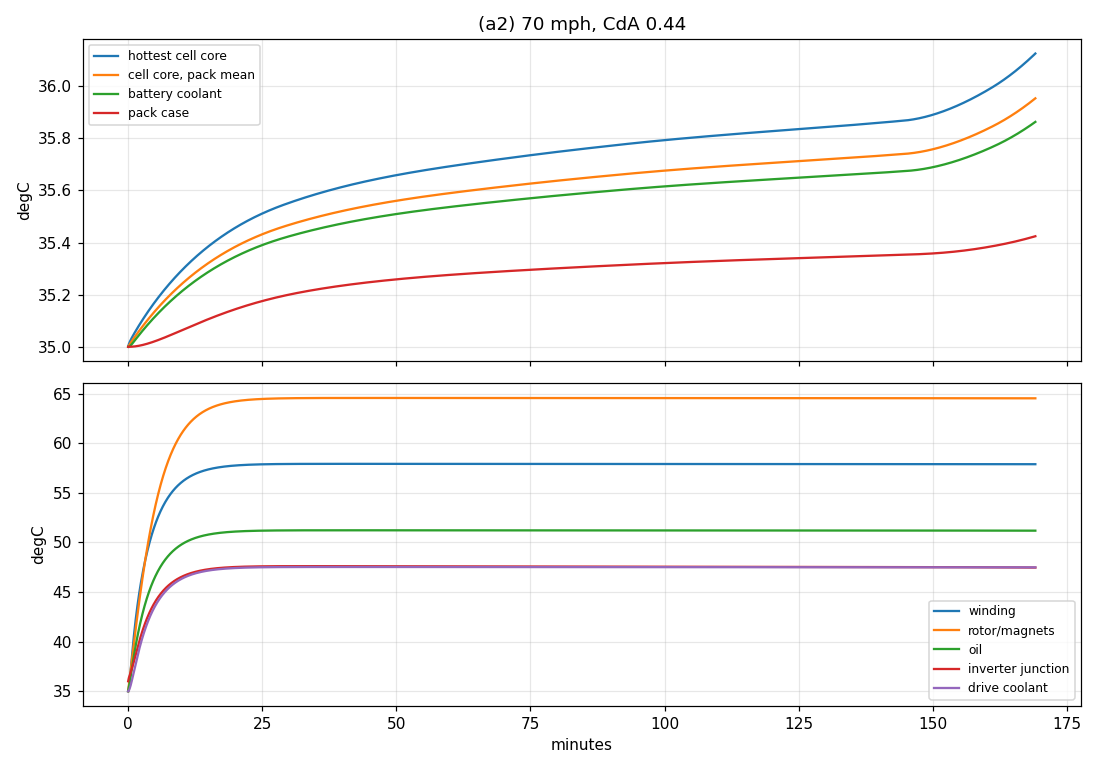 (a2) 70 mph, CdA 0.44
hottest cell core
cell core, pack mean
battery coolant
pack case
degC
36.0
35.8
35.6
35.4
35.2
35.0
degC
65
60
55
50
45
40
35
winding
rotor/magnets
oil
inverter junction
drive coolant
0 25 50 75 100 125 150 175
minutes